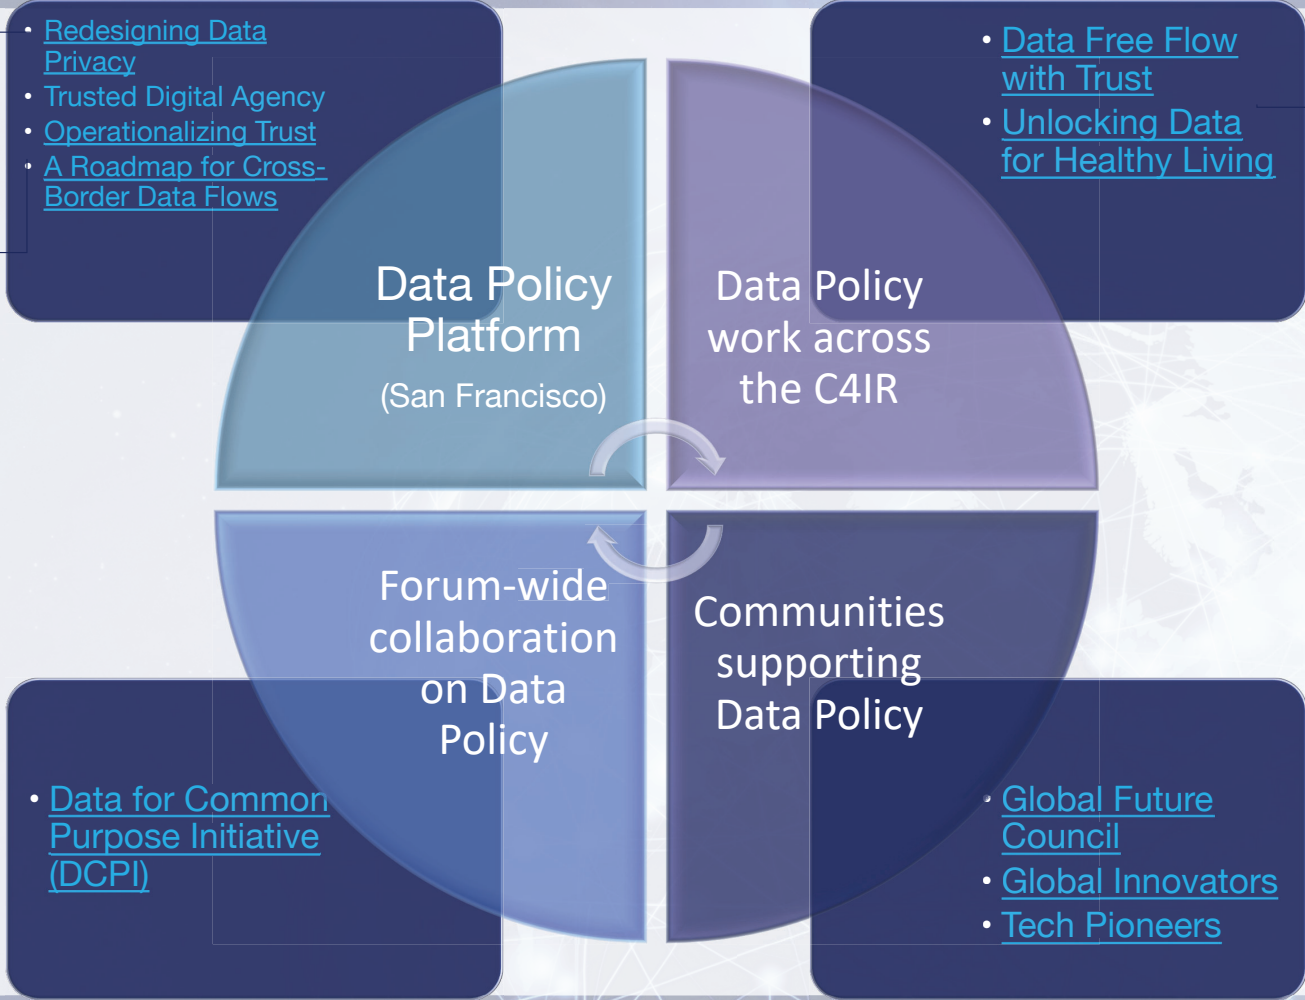 • Redesigning Data
Privacy
• Trusted Digital Agency
• Operationalizing Trust
• A Roadmap for Cross-
Border Data Flows
• Data Free Flow
with Trust
• Unlocking Data
for Healthy Living
Data Policy
Platform
(San Francisco)
Data Policy
work across
the C4IR
Forum-wide
collaboration
on Data
Policy
Communities
supporting
Data Policy
• Data for Common
Purpose Initiative
(DCPI)
• Global Future
Council
• Global Innovators
• Tech Pioneers